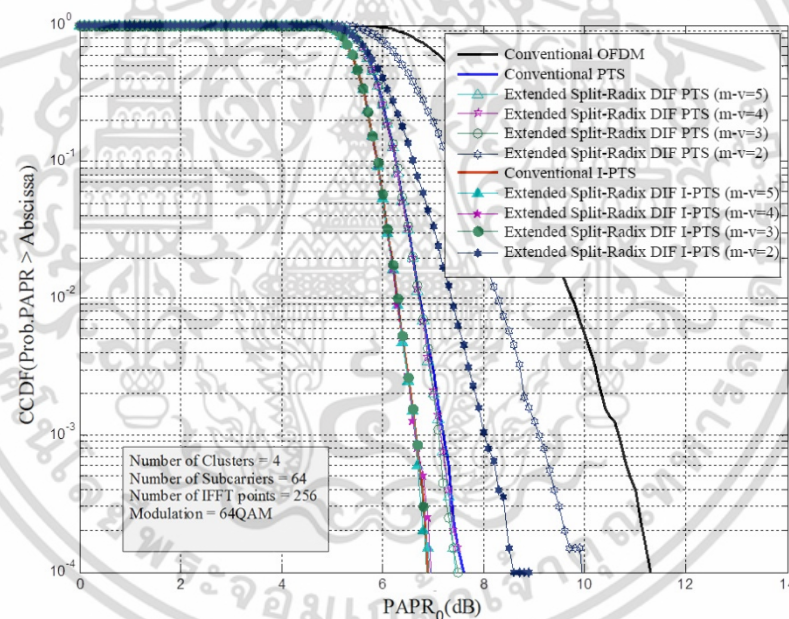 10^0
10^-1
10^-2
10^-3
10^-4
CCDF(Prob.PAPR > Abscissa)
Conventional OFDM
Conventional PTS
Extended Split-Radix DIF PTS (m-v=5)
Extended Split-Radix DIF PTS (m-v=4)
Extended Split-Radix DIF PTS (m-v=3)
Extended Split-Radix DIF PTS (m-v=2)
Conventional I-PTS
Extended Split-Radix DIF I-PTS (m-v=5)
Extended Split-Radix DIF I-PTS (m-v=4)
Extended Split-Radix DIF I-PTS (m-v=3)
Extended Split-Radix DIF I-PTS (m-v=2)
Number of Clusters = 4
Number of Subcarriers = 64
Number of IFFT points = 256
Modulation = 64QAM
0 2 4 6 8 10 12 14
PAPR₀(dB)